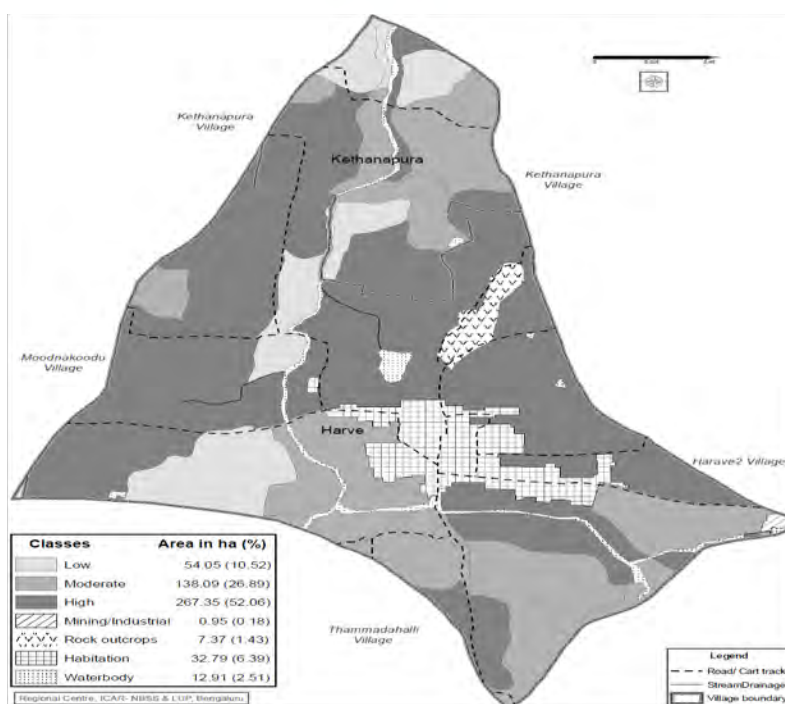 Kethanapura
Village
Kethanapura
Kethanapura
Village
Moodnakoodu
Village
Harve
Harave2 Village
Thammadahalli
Village
Classes Area in ha (%)
Low 54.05 (10.52)
Moderate 138.09 (26.89)
High 267.35 (52.06)
Mining/Industrial 0.95 (0.18)
Rock outcrops 7.37 (1.43)
Habitation 32.79 (6.39)
Waterbody 12.91 (2.51)
Regional Centre, ICAR- NBSS & LUP, Bengaluru
Legend
Road/ Cart track
Stream/Drainage
Village boundary